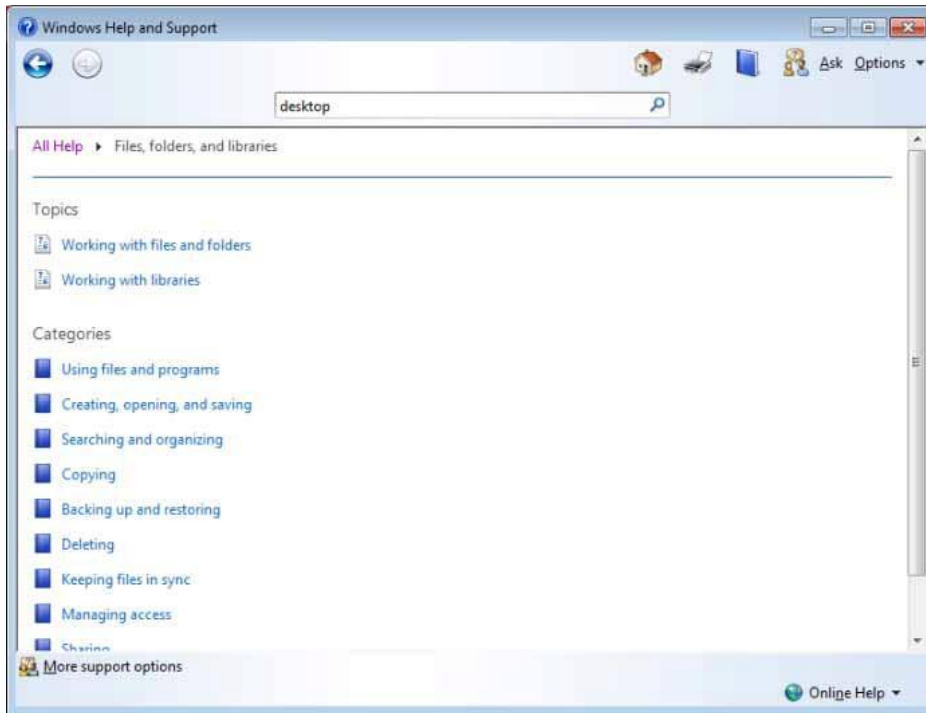 Windows Help and Support
Ask Options
desktop
All Help Files, folders, and libraries
Topics
Working with files and folders
Working with libraries
Categories
Using files and programs
Creating, opening, and saving
Searching and organizing
Copying
Backing up and restoring
Deleting
Keeping files in sync
Managing access
Sharing
More support options
Online Help